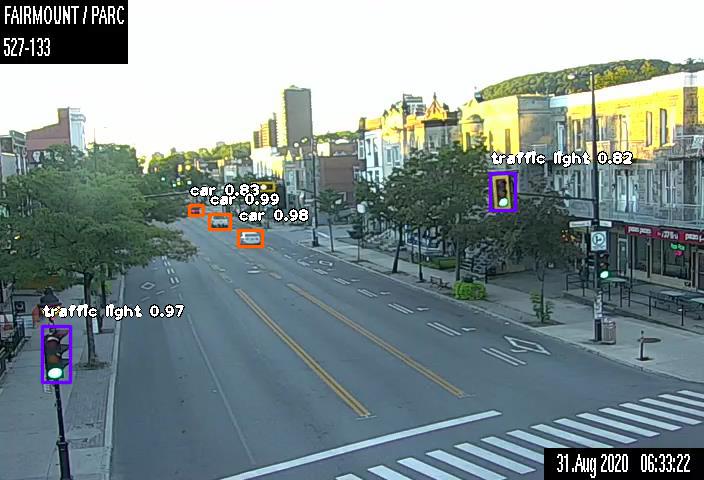 FAIRMOUNT / PARC
527-133
traffic light 0.82
car 0.83
car 0.99
car 0.98
traffic light 0.97
31.Aug 2020 06:33:22